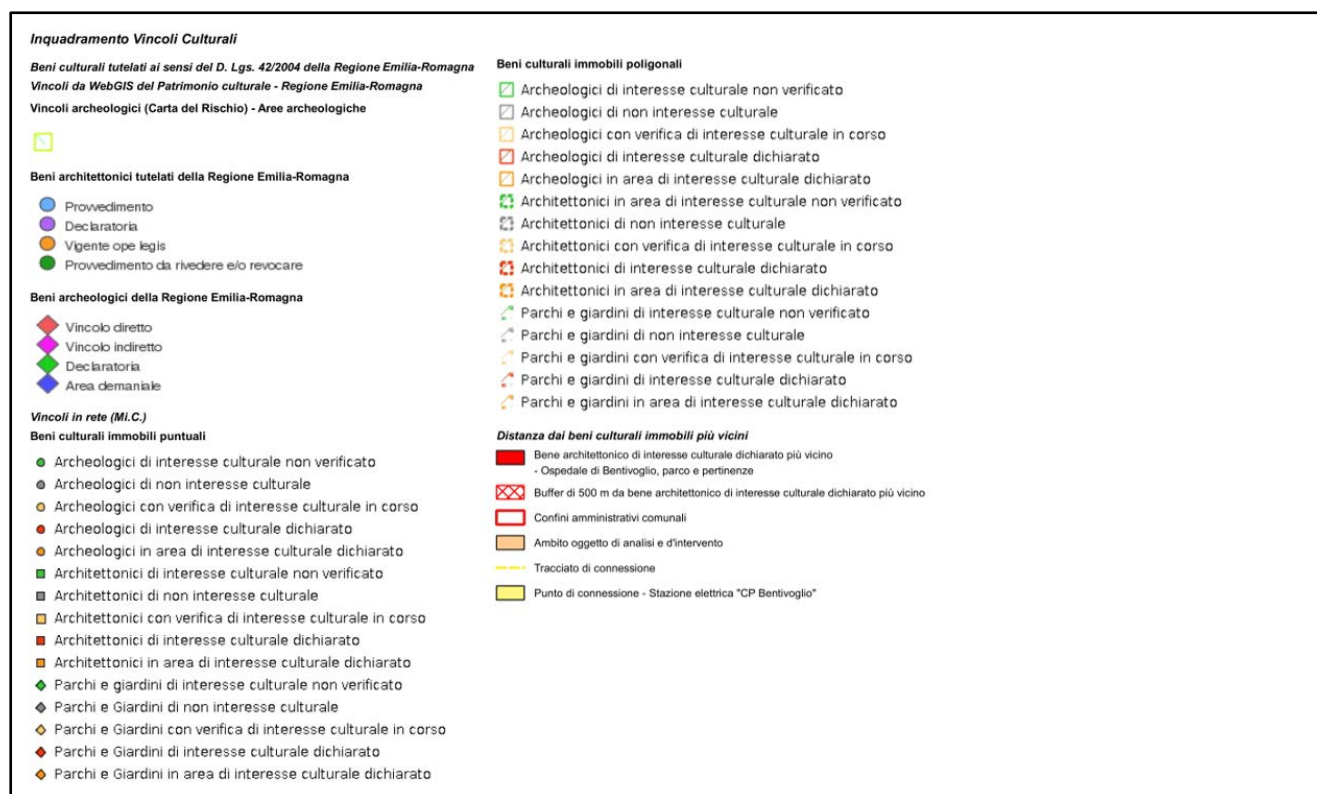 Inquadramento Vincoli Culturali
Beni culturali tutelati ai sensi del D. Lgs. 42/2004 della Regione Emilia-Romagna
Vincoli da WebGIS del Patrimonio culturale - Regione Emilia-Romagna
Vincoli archeologici (Carta del Rischio) - Aree archeologiche
Beni architettonici tutelati della Regione Emilia-Romagna
Provvedimento
Declaratoria
Vigente ope legis
Provvedimento da rivedere e/o revocare
Beni archeologici della Regione Emilia-Romagna
Vincolo diretto
Vincolo indiretto
Declaratoria
Area demaniale
Vincoli in rete (Mi.C.)
Beni culturali immobili puntuali
Archeologici di interesse culturale non verificato
Archeologici di non interesse culturale
Archeologici con verifica di interesse culturale in corso
Archeologici di interesse culturale dichiarato
Archeologici in area di interesse culturale dichiarato
Architettonici di interesse culturale non verificato
Architettonici di non interesse culturale
Architettonici con verifica di interesse culturale in corso
Architettonici di interesse culturale dichiarato
Architettonici in area di interesse culturale dichiarato
Parchi e giardini di interesse culturale non verificato
Parchi e Giardini di non interesse culturale
Parchi e Giardini con verifica di interesse culturale in corso
Parchi e Giardini di interesse culturale dichiarato
Parchi e Giardini in area di interesse culturale dichiarato
Beni culturali immobili poligonali
Archeologici di interesse culturale non verificato
Archeologici di non interesse culturale
Archeologici con verifica di interesse culturale in corso
Archeologici di interesse culturale dichiarato
Archeologici in area di interesse culturale dichiarato
Architettonici in area di interesse culturale non verificato
Architettonici di non interesse culturale
Architettonici con verifica di interesse culturale in corso
Architettonici di interesse culturale dichiarato
Architettonici in area di interesse culturale dichiarato
Parchi e giardini di interesse culturale non verificato
Parchi e giardini di non interesse culturale
Parchi e giardini con verifica di interesse culturale in corso
Parchi e giardini di interesse culturale dichiarato
Parchi e giardini in area di interesse culturale dichiarato
Distanza dai beni culturali immobili più vicini
Bene architettonico di interesse culturale dichiarato più vicino
- Ospedale di Bentivoglio, parco e pertinenze
Buffer di 500 m da bene architettonico di interesse culturale dichiarato più vicino
Confini amministrativi comunali
Ambito oggetto di analisi e d'intervento
Tracciato di connessione
Punto di connessione - Stazione elettrica "CP Bentivoglio"